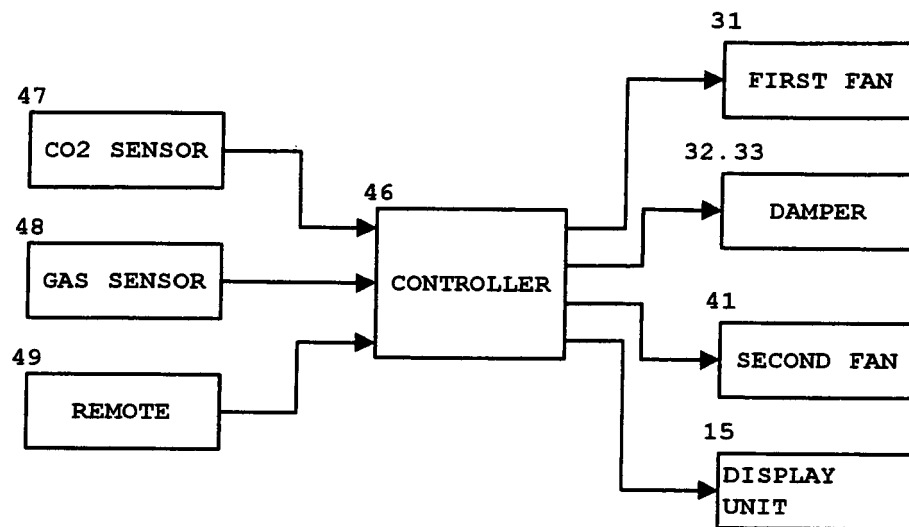 31
FIRST FAN
47
CO2 SENSOR
32.33
DAMPER
46
CONTROLLER
48
GAS SENSOR
41
SECOND FAN
49
REMOTE
15
DISPLAY
UNIT